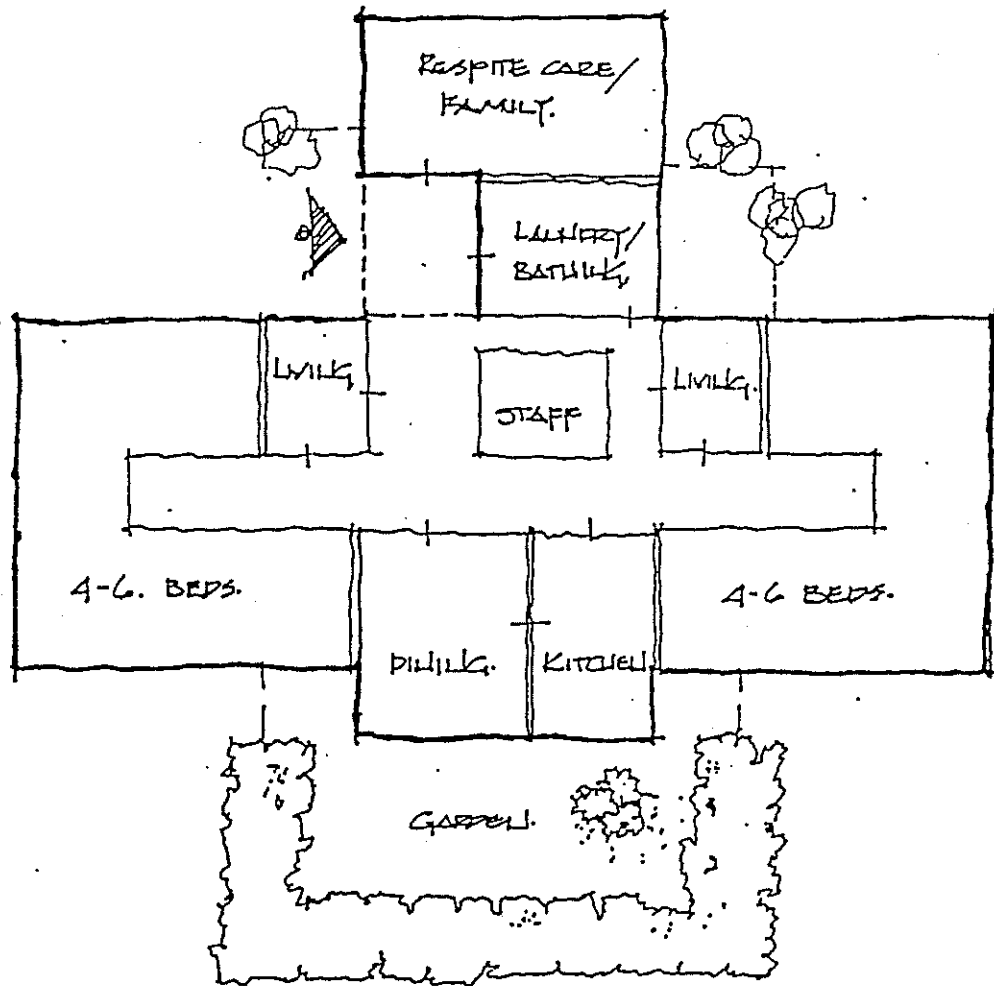 RESPITE CARE/
FAMILY.
LAUNDRY/
BATHING
LIVING
STAFF
LIVING.
4-6. BEDS.
4-6 BEDS.
DINING.
KITCHEN
GARDEN.